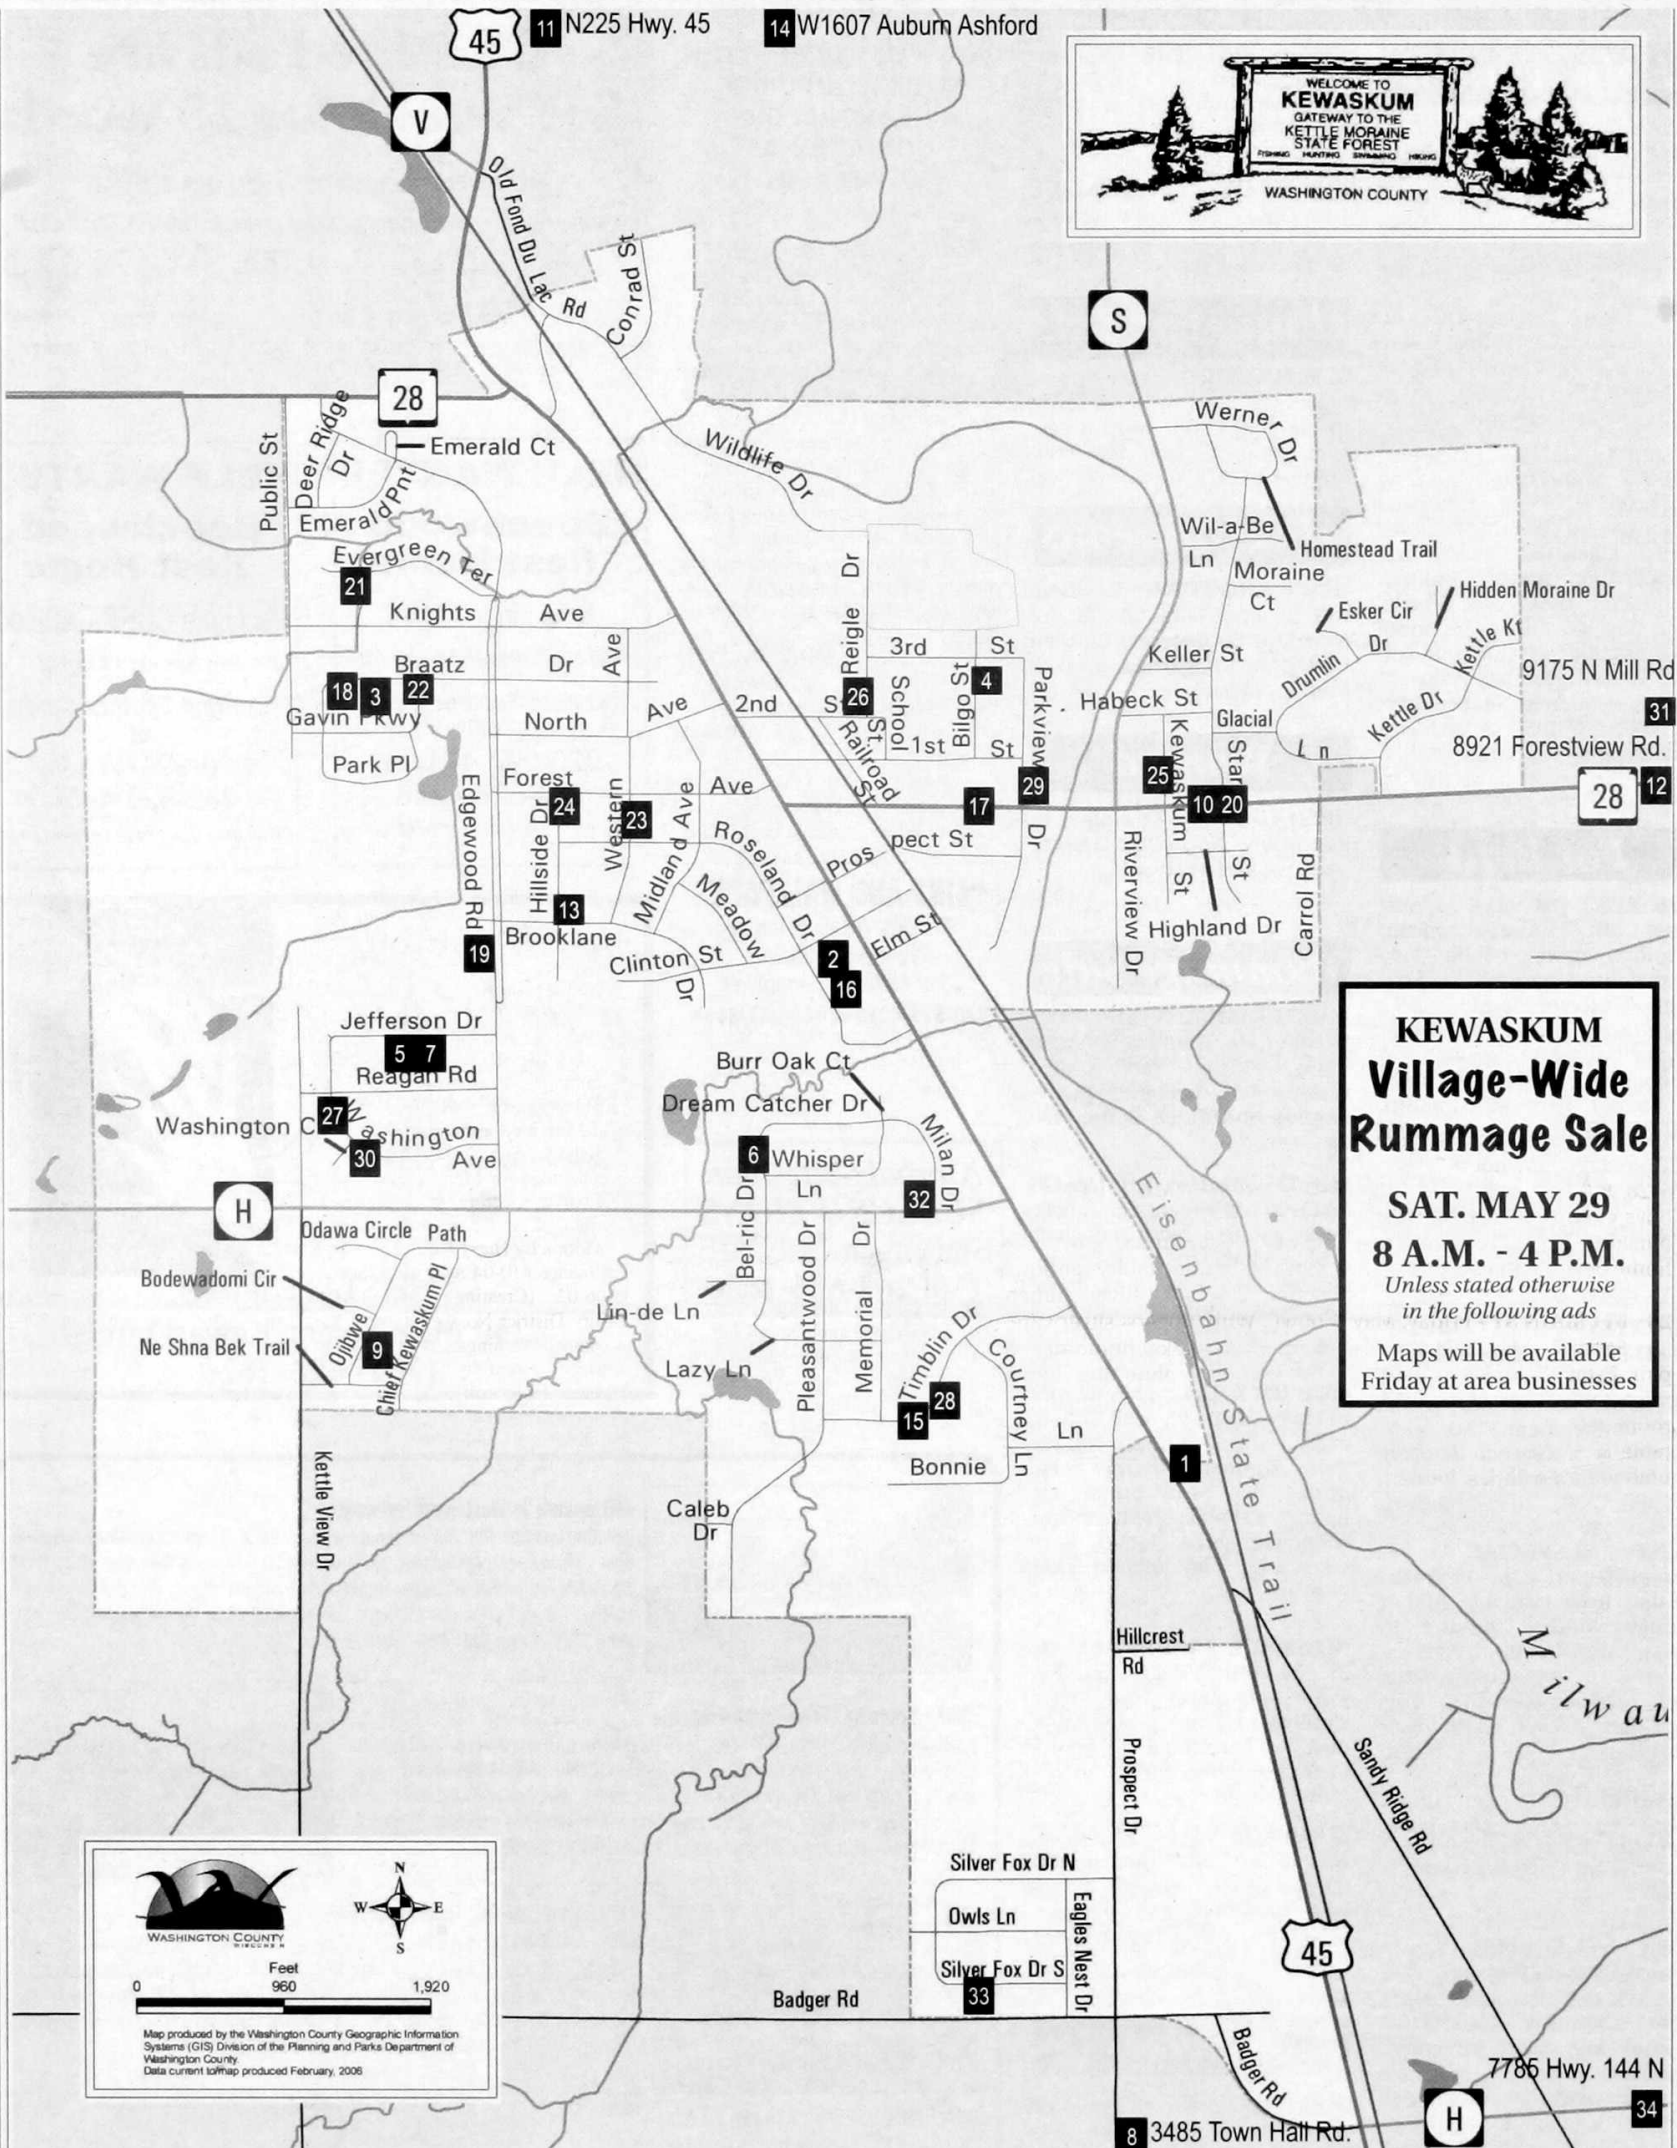 45
11 N225 Hwy. 45
14 W1607 Auburn Ashford
WELCOME TO
KEWASKUM
GATEWAY TO THE
KETTLE MORAINE
STATE FOREST
FISHING HUNTING SWIMMING HIKING
WASHINGTON COUNTY
V
Old Fond Du Lac Rd
Conrad St
S
28
Public St
Deer Ridge Dr
Emerald Ct
Emerald Pnt
Wildlife Dr
Werner Dr
Homestead Trail
Wil-a-Be Ln
Moraine Ct
Evergreen Ter
21
Knights Ave
Hidden Moraine Dr
Esker Cir
Drumlin Dr
Kettle Kt
Kettle Dr
Reigle Dr
3rd St
Keller St
9175 N Mill Rd
31
Braatz Dr
18 3 22
Gavin Pkwy
Park Pl
North Ave
2nd St
26
School St
Bilgo St
4
Parkview Dr
Habeck St
Glacial Ln
8921 Forestview Rd.
12
28
1st St
Railroad St
29
17
25
Kewaskum St
10 20
Star St
Edgewood Rd
Forest Ave
24
Hillside Dr
Western Ave
23
Midland Ave
Roseland Dr
Prospect St
Riverview Dr
Highland Dr
Carrol Rd
13
Brooklane
19
Meadow
Clinton St
Dr
Elm St
2
16
Jefferson Dr
5 7
Reagan Rd
27
Washington C
Washington Ave
30
H
Burr Oak Ct
Dream Catcher Dr
Milan Dr
6
Whisper Ln
32
Bel-ric Dr
Odawa Circle Path
Bodewadomi Cir
Ne Shna Bek Trail
Ojibwe
9
Chief Kewaskum Pl
Lin-de Ln
Lazy Ln
Pleasantwood Dr
Memorial Dr
Timblin Dr
28
15
Courtney Ln
Bonnie Ln
1
Caleb Dr
Kettle View Dr
Eisenbahn State Trail
KEWASKUM
Village-Wide
Rummage Sale
SAT. MAY 29
8 A.M. - 4 P.M.
Unless stated otherwise
in the following ads
Maps will be available
Friday at area businesses
Hillcrest Rd
Prospect Dr
Sandy Ridge Rd
Milwau
Silver Fox Dr N
Owls Ln
Silver Fox Dr S
33
Eagles Nest Dr
Badger Rd
45
Badger Rd
7785 Hwy. 144 N
34
H
8 3485 Town Hall Rd.
WASHINGTON COUNTY
WISCONSIN
N
W E
S
Feet
0 960 1,920
Map produced by the Washington County Geographic Information
Systems (GIS) Division of the Planning and Parks Department of
Washington County.
Data current to/map produced February, 2006